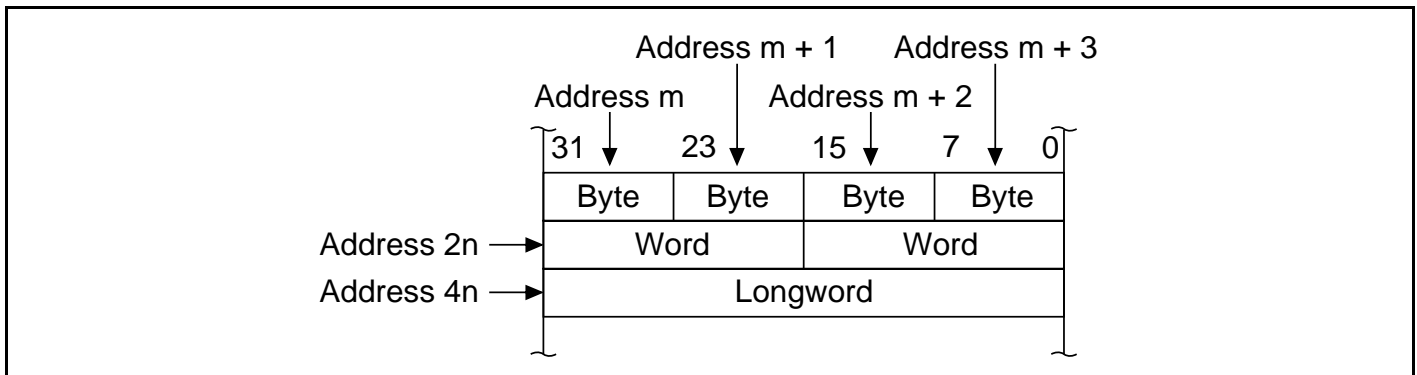 Address m + 1 Address m + 3
Address m Address m + 2
31 23 15 7 0
Byte Byte Byte Byte
Address 2n Word Word
Address 4n Longword